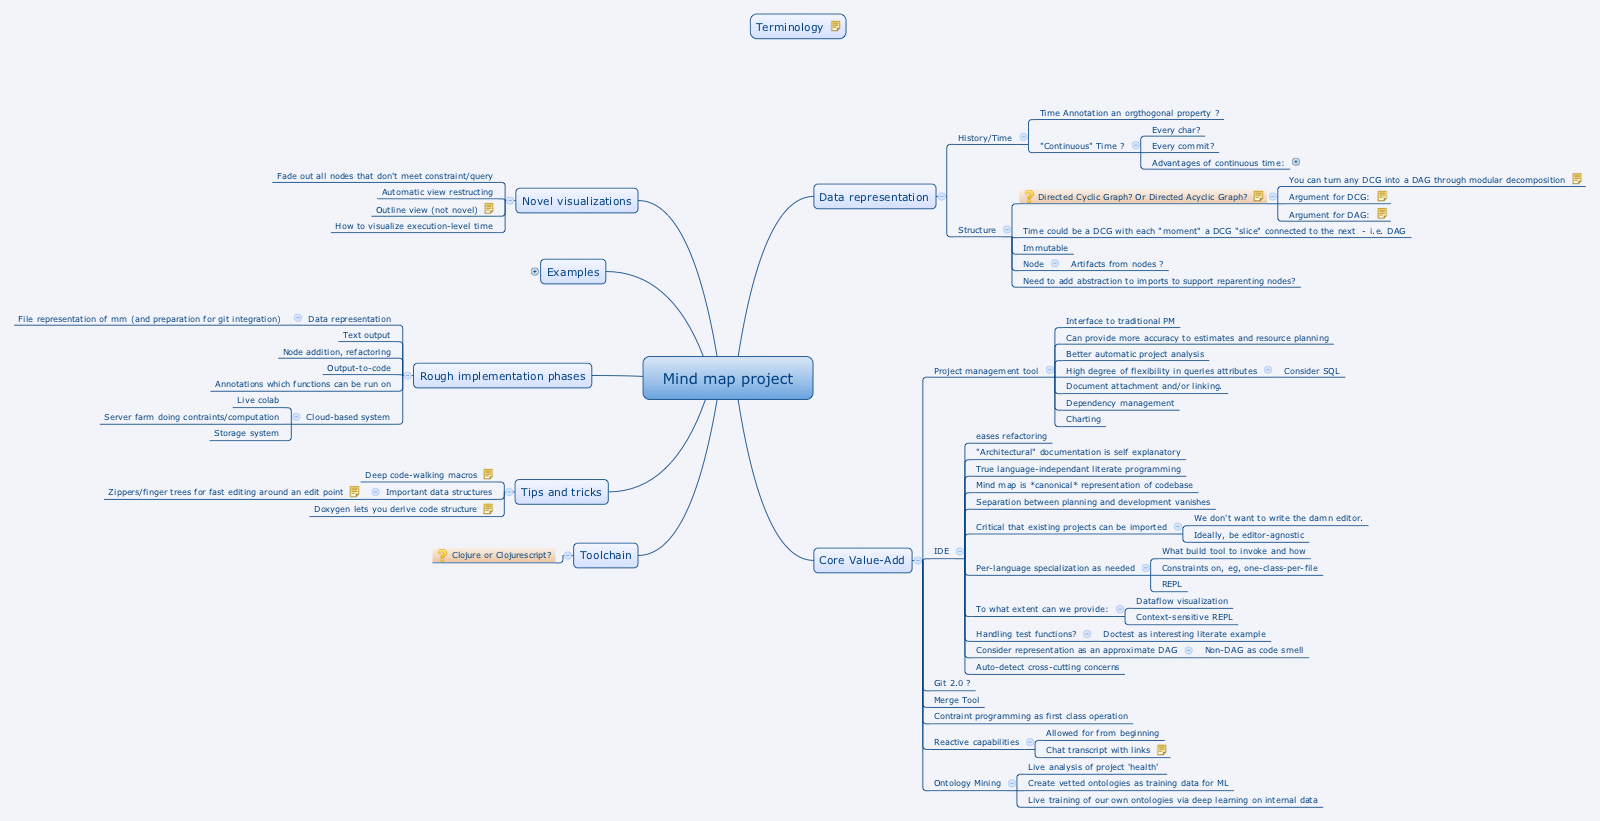 Terminology
Mind map project
Novel visualizations
Fade out all nodes that don't meet constraint/query
Automatic view restructing
Outline view (not novel)
How to visualize execution-level time
Examples
Rough implementation phases
Data representation
File representation of mm (and preparation for git integration)
Text output
Node addition, refactoring
Output-to-code
Annotations which functions can be run on
Cloud-based system
Live colab
Server farm doing contraints/computation
Storage system
Tips and tricks
Deep code-walking macros
Important data structures
Zippers/finger trees for fast editing around an edit point
Doxygen lets you derive code structure
Toolchain
Clojure or Clojurescript?
Data representation
History/Time
Time Annotation an orgthogonal property ?
"Continuous" Time ?
Every char?
Every commit?
Advantages of continuous time:
Structure
Directed Cyclic Graph? Or Directed Acyclic Graph?
You can turn any DCG into a DAG through modular decomposition
Argument for DCG:
Argument for DAG:
Time could be a DCG with each "moment" a DCG "slice" connected to the next - i.e. DAG
Immutable
Node
Artifacts from nodes ?
Need to add abstraction to imports to support reparenting nodes?
Core Value-Add
Project management tool
Interface to traditional PM
Can provide more accuracy to estimates and resource planning
Better automatic project analysis
High degree of flexibility in queries attributes
Consider SQL
Document attachment and/or linking.
Dependency management
Charting
IDE
eases refactoring
"Architectural" documentation is self explanatory
True language-independant literate programming
Mind map is *canonical* representation of codebase
Separation between planning and development vanishes
Critical that existing projects can be imported
We don't want to write the damn editor.
Ideally, be editor-agnostic
Per-language specialization as needed
What build tool to invoke and how
Constraints on, eg, one-class-per-file
REPL
To what extent can we provide:
Dataflow visualization
Context-sensitive REPL
Handling test functions?
Doctest as interesting literate example
Consider representation as an approximate DAG
Non-DAG as code smell
Auto-detect cross-cutting concerns
Git 2.0 ?
Merge Tool
Contraint programming as first class operation
Reactive capabilities
Allowed for from beginning
Chat transcript with links
Ontology Mining
Live analysis of project 'health'
Create vetted ontologies as training data for ML
Live training of our own ontologies via deep learning on internal data